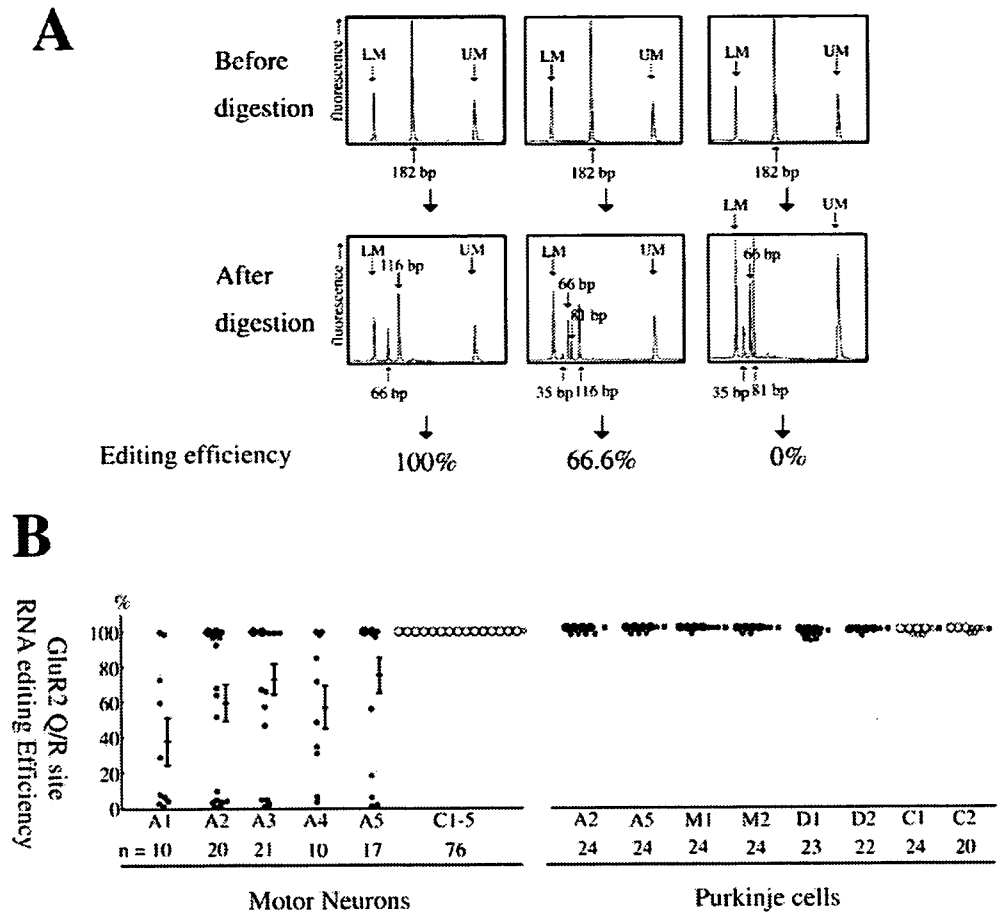 A
Before digestion
fluorescence →
LM UM
182 bp
LM UM
182 bp
LM UM
182 bp
After digestion
fluorescence →
LM 116 bp UM
66 bp
LM 66 bp 81 bp UM
35 bp 116 bp
LM 66 bp UM
35 bp 81 bp
Editing efficiency 100% 66.6% 0%
B
GluR2 Q/R site
RNA editing Efficiency
%
100
80
60
40
20
0
A1 A2 A3 A4 A5 C1-5 A2 A5 M1 M2 D1 D2 C1 C2
n = 10 20 21 10 17 76 24 24 24 24 23 22 24 20
Motor Neurons Purkinje cells